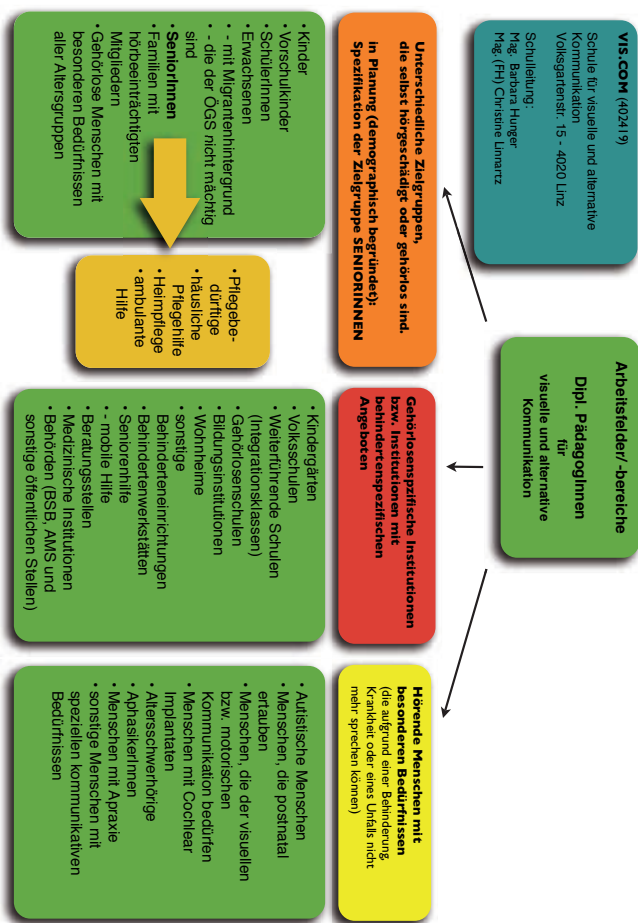 VIS.COM (402419)
Schule für visuelle und alternative
Kommunikation
Volksgartenstr. 15 - 4020 Linz
Schulleitung:
Mag. Barbara Hunger
Mag. (FH) Christine Linnartz
Arbeitsfelder/ -bereiche
Dipl. PädagogInnen
für
visuelle und alternative
Kommunikation
Unterschiedliche Zielgruppen,
die selbst hörgeschädigt oder gehörlos sind.
in Planung (demographisch begründet):
Spezifikation der Zielgruppe SENIORINNEN
• Kinder
• Vorschulkinder
• SchülerInnen
• Erwachsenen
• - mit Migrantenhintergrund
• - die der ÖGS nicht mächtig
sind
• SeniorInnen
• Familien mit
hörbeeinträchtigten
Mitgliedern
• Gehörlose Menschen mit
besonderen Bedürfnissen
aller Altersgruppen
• Pflegebe-
dürftige
• häusliche
Pflegehilfe
• Heimpflege
• ambulante
Hilfe
Gehörlosenspzifische Institutionen
bzw. Institutionen mit
behindertenspezifischen
Angeboten
• Kindergärten
• Volksschulen
• Weiterführende Schulen
(Integrationsklassen)
• Gehörlosenschulen
• Bildungsinstitutionen
• Wohnheime
• sonstige
Behinderteneinrichtungen
• Behindertenwerkstätten
• Seniorenhilfe
• - mobile Hilfe
• Beratungsstellen
• Medizinische Institutionen
• Behörden (BSB, AMS und
sonstige öffentlichen Stellen)
Hörende Menschen mit
besonderen Bedürfnissen
(die aufgrund einer Behinderung,
Krankheit oder eines Unfalls nicht
mehr sprechen können)
• Autistische Menschen
• Menschen, die postnatal
ertauben
• Menschen, die der visuellen
bzw. motorischen
Kommunikation bedürfen
• Menschen mit Cochlear
Implantaten
• Altersschwerhörige
• AphasikerInnen
• Menschen mit Apraxie
• sonstige Menschen mit
speziellen kommunikativen
Bedürfnissen